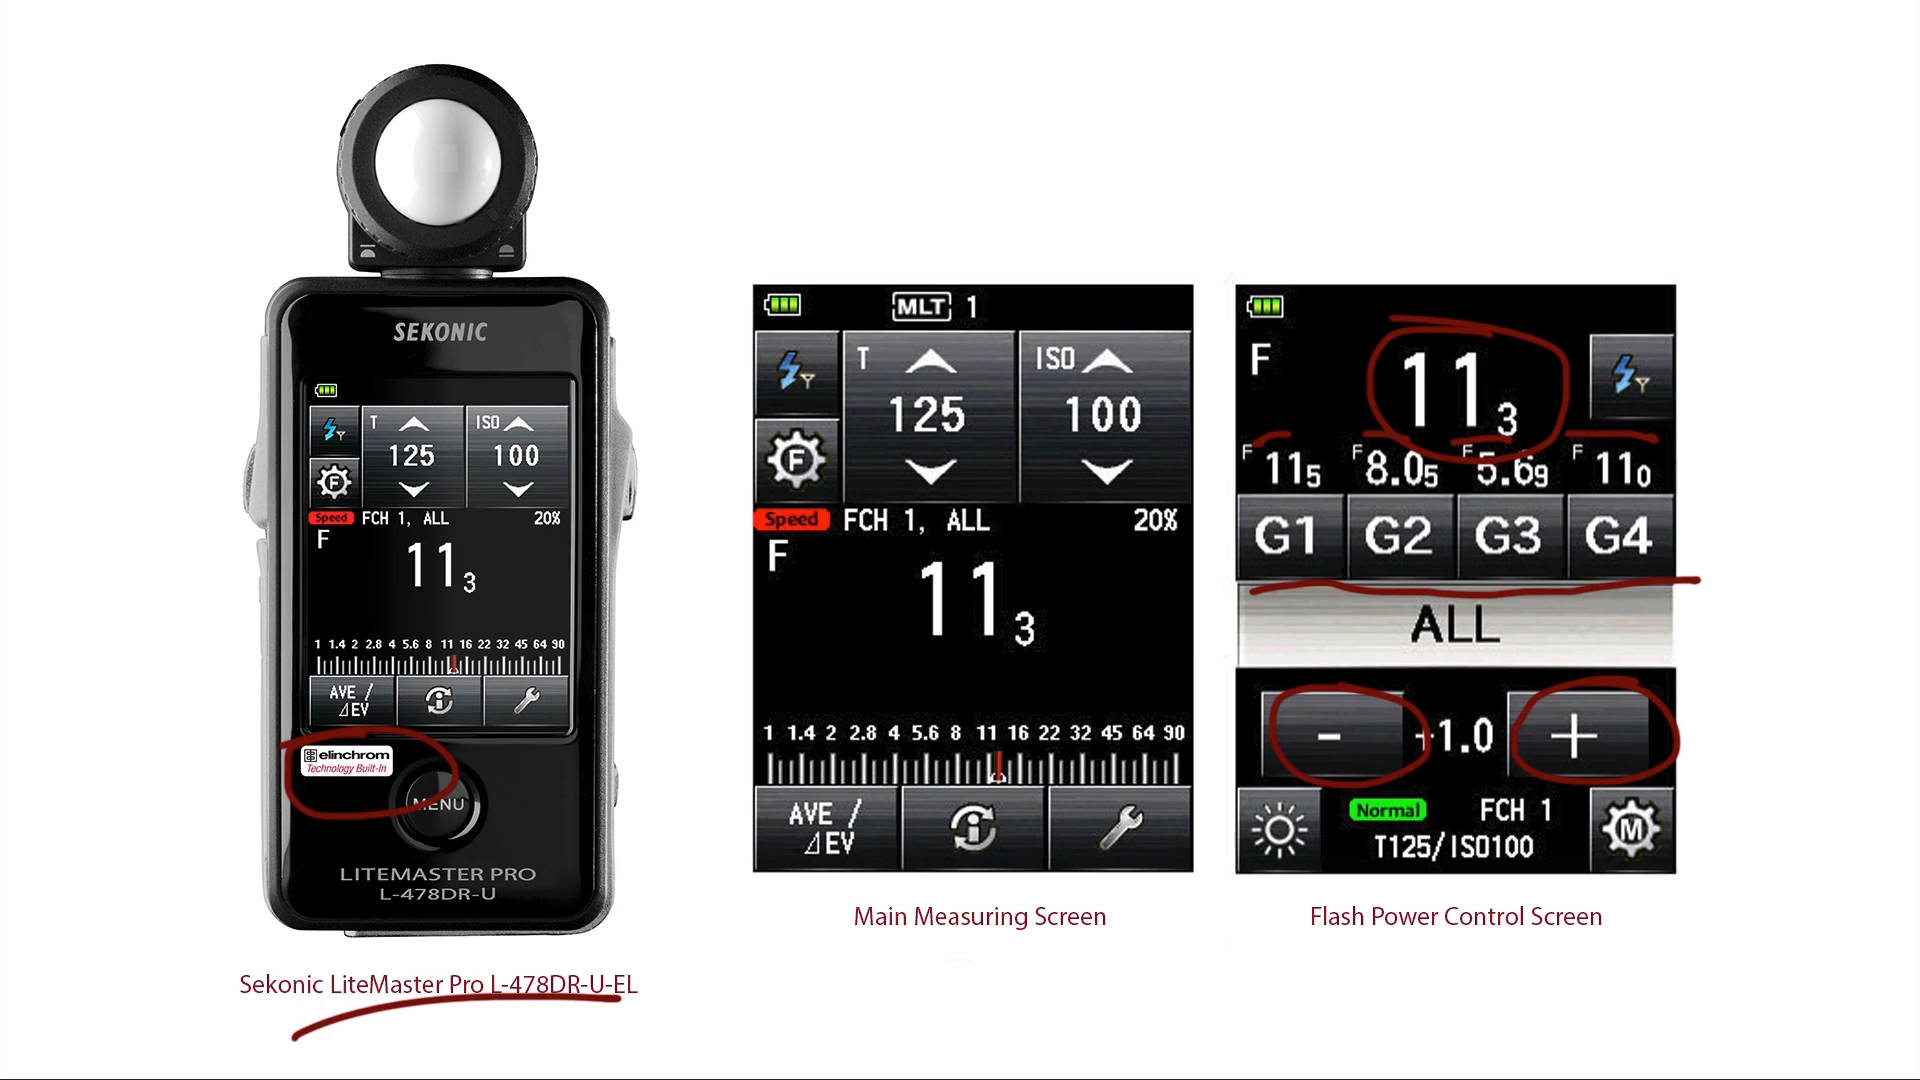 SEKONIC
T
125
ISO
100
Speed FCH 1, ALL 20%
F
11 3
1 1.4 2 2.8 4 5.6 8 11 16 22 32 45 64 90
AVE /
⊿EV
elinchrom
Technology Built-In
MENU
LITEMASTER PRO
L-478DR-U
Sekonic LiteMaster Pro L-478DR-U-EL
MLT 1
T
125
ISO
100
F
Speed FCH 1, ALL 20%
F
11 3
1 1.4 2 2.8 4 5.6 8 11 16 22 32 45 64 90
AVE /
⊿EV
Main Measuring Screen
F 11 3
F 11 5 F 8.0 5 F 5.6 9 F 11 0
G1 G2 G3 G4
ALL
- +1.0 +
Normal FCH 1
T125/ISO100
M
Flash Power Control Screen